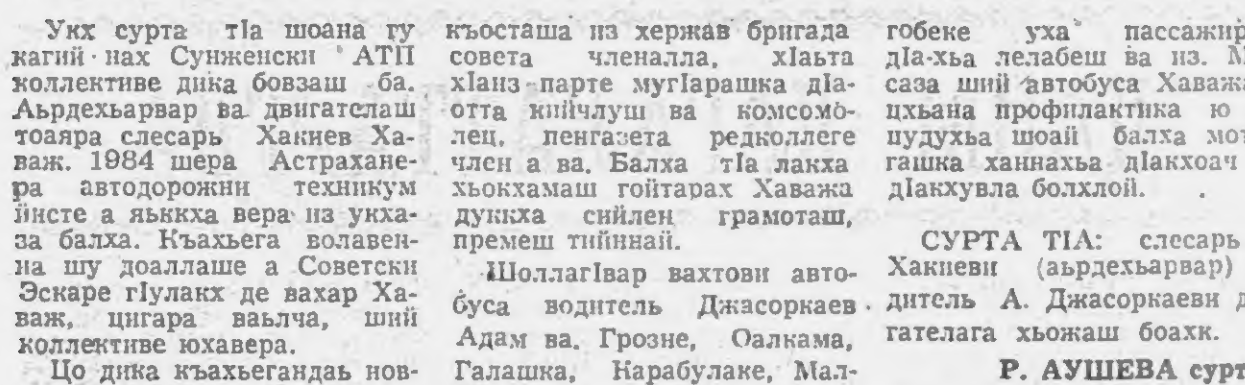 Укх сурта тӀа шоана гу
кагий нах Сунженски АТП
коллективе дика бовзаш ба.
Аьрдехьарвар ва двигателаш
тоаяра слесарь Хакиев Ха-
важ. 1984 шера Астрахане-
ра автодорожни техникум
йисте а яьккха вера из укха-
за балха. Къахьега волавен-
на шу доаллаше а Советски
Эскаре гӀулакх де вахар Ха-
важ, цигара ваьлча, ший
коллективе юхавера.
Цо дика къахьегандаь нов-
къосташа из хержав бригада
совета членалла, хӀаьта
хӀанз-парте мугӀарашка дӀа-
отта кийчлуш ва комсомо-
лец, пенгазета редколлеге
член а ва. Балха тӀа лакха
хьокхамаш гойтарах Хаважа
дуккха сийлен грамоташ,
премеш тийннай.
ШоллагӀвар вахтови авто-
буса водитель Джасоркаев
Адам ва. Грозне, Оалкама,
Галашка, Карабулаке, Мал-
гобеке уха пассажир
дӀа-хьа лелабеш ва из. М
саза ший автобуса Хаважа
цхьана профилактика ю
цудухьа шоай балха мот
гашка ханнахьа дӀакхоач
дӀакхувла болхлой.
СУРТА ТӀА: слесарь
Хакиеви (аьрдехьарвар)
дитель А. Джасоркаеви д
гателага хьожаш боахк.
Р. АУШЕВА сурт